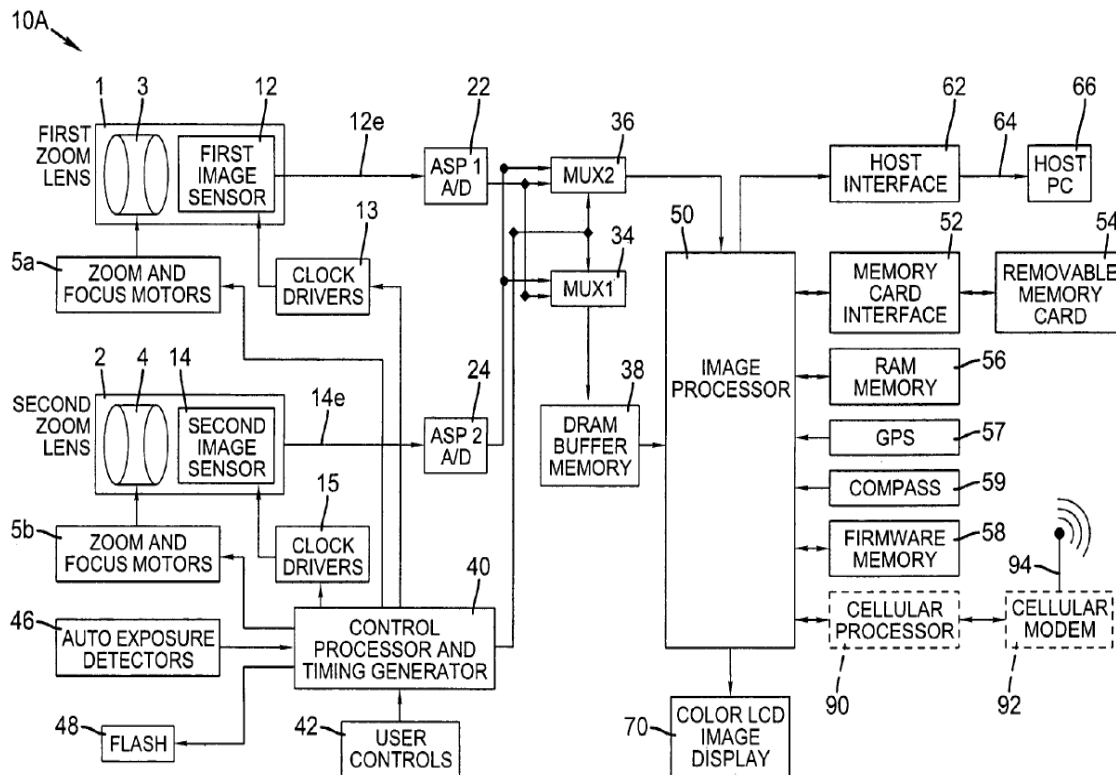 10A
1
3
12
FIRST
ZOOM
LENS
FIRST
IMAGE
SENSOR
12e
22
ASP 1
A/D
36
MUX2
62
HOST
INTERFACE
64
66
HOST
PC
5a
ZOOM AND
FOCUS MOTORS
13
CLOCK
DRIVERS
34
MUX1
50
IMAGE
PROCESSOR
52
MEMORY
CARD
INTERFACE
54
REMOVABLE
MEMORY
CARD
2
4
14
SECOND
ZOOM
LENS
SECOND
IMAGE
SENSOR
14e
24
ASP 2
A/D
38
DRAM
BUFFER
MEMORY
RAM
MEMORY
56
GPS
57
COMPASS
59
5b
ZOOM AND
FOCUS MOTORS
15
CLOCK
DRIVERS
FIRMWARE
MEMORY
58
94
46
AUTO EXPOSURE
DETECTORS
40
CONTROL
PROCESSOR AND
TIMING GENERATOR
CELLULAR
PROCESSOR
90
CELLULAR
MODEM
92
48
FLASH
42
USER
CONTROLS
70
COLOR LCD
IMAGE
DISPLAY